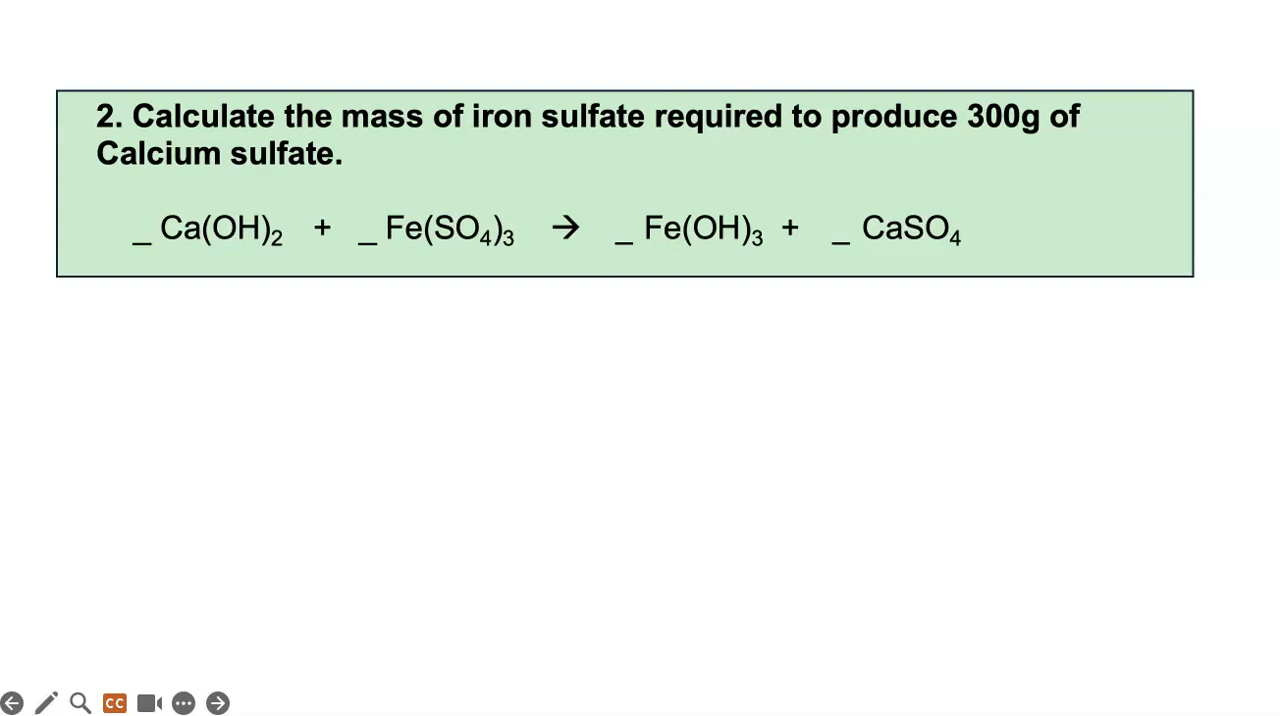 2. Calculate the mass of iron sulfate required to produce 300g of
Calcium sulfate.
_ Ca(OH)₂ + _ Fe(SO₄)₃ → _ Fe(OH)₃ + _ CaSO₄
CC